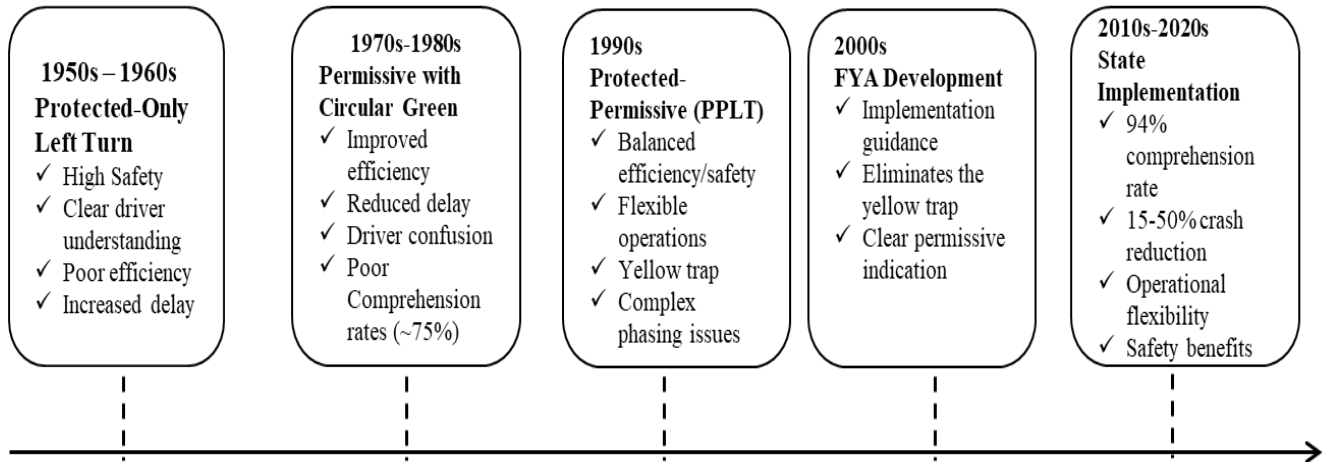 1950s – 1960s
Protected-Only
Left Turn
✓ High Safety
✓ Clear driver
understanding
✓ Poor efficiency
✓ Increased delay
1970s-1980s
Permissive with
Circular Green
✓ Improved
efficiency
✓ Reduced delay
✓ Driver confusion
✓ Poor
Comprehension
rates (~75%)
1990s
Protected-
Permissive (PPLT)
✓ Balanced
efficiency/safety
✓ Flexible
operations
✓ Yellow trap
✓ Complex
phasing issues
2000s
FYA Development
✓ Implementation
guidance
✓ Eliminates the
yellow trap
✓ Clear permissive
indication
2010s-2020s
State
Implementation
✓ 94%
comprehension
rate
✓ 15-50% crash
reduction
✓ Operational
flexibility
✓ Safety benefits